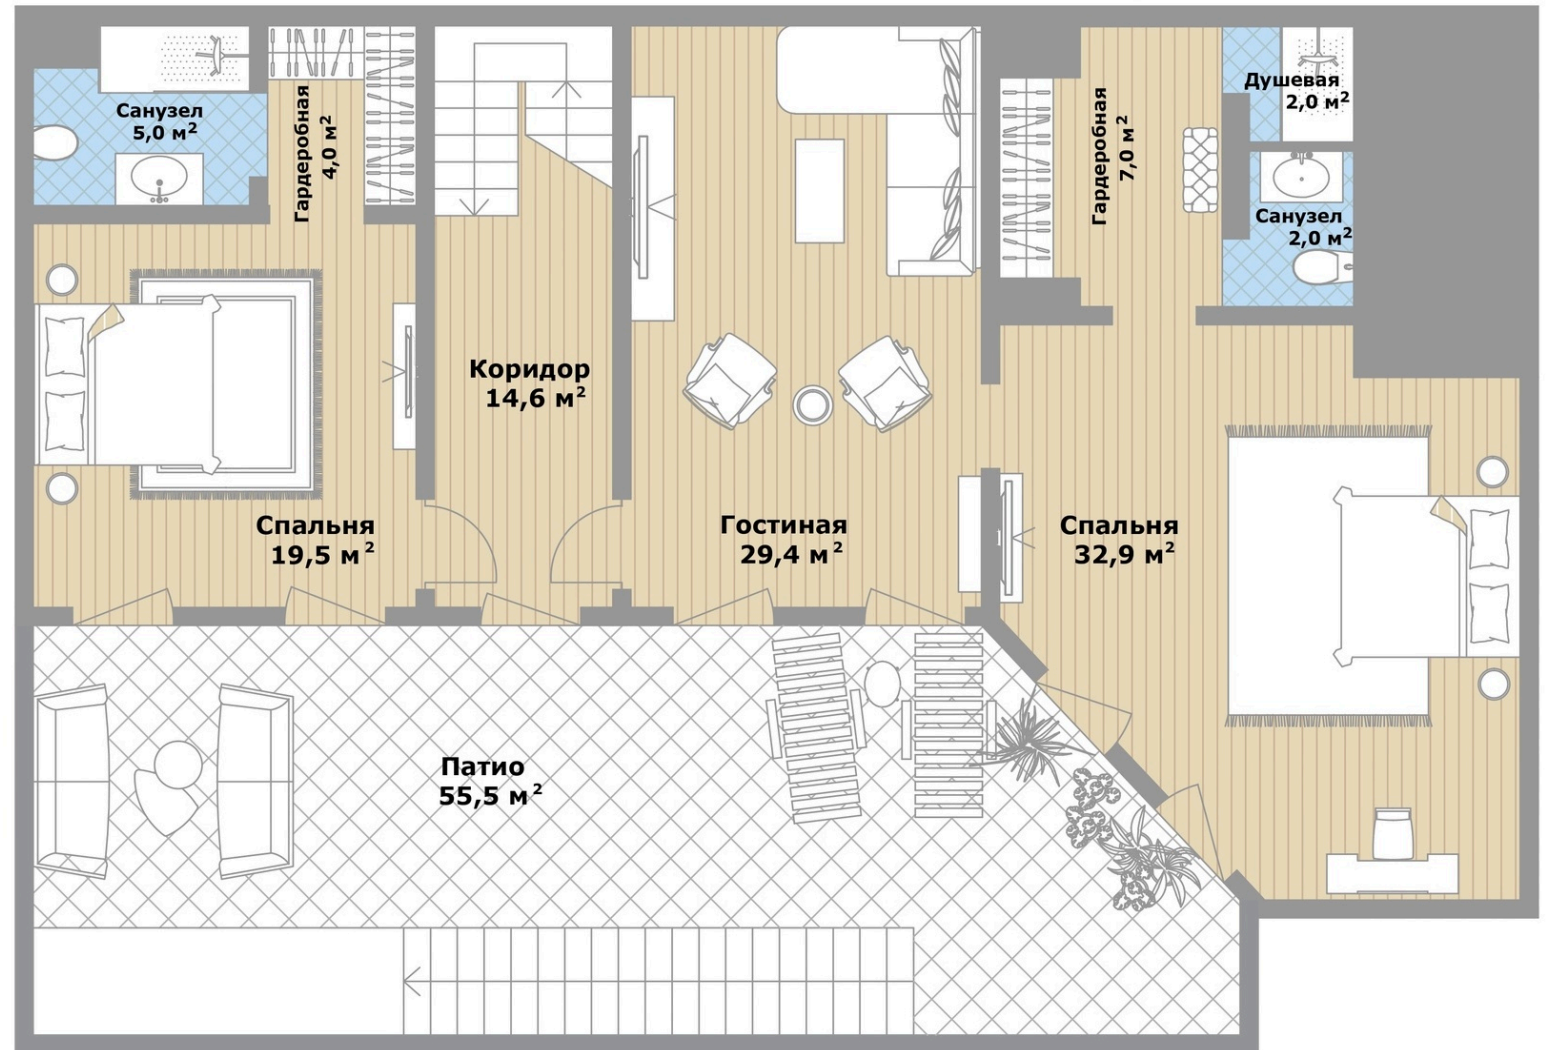 Санузел
5,0 м²
Гардеробная
4,0 м²
Гардеробная
7,0 м²
Душевая
2,0 м²
Санузел
2,0 м²
Коридор
14,6 м²
Спальня
19,5 м²
Гостиная
29,4 м²
Спальня
32,9 м²
Патио
55,5 м²